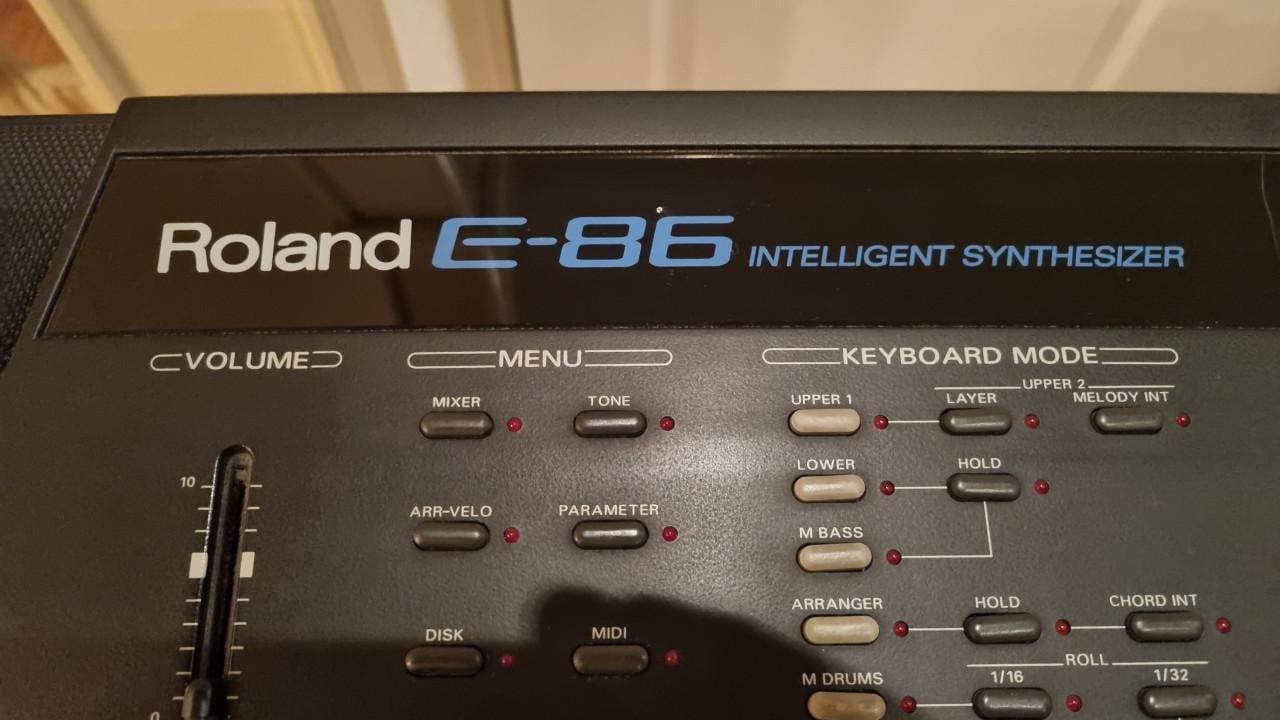 Roland E-86 INTELLIGENT SYNTHESIZER
VOLUME MENU KEYBOARD MODE
UPPER 2
MIXER TONE UPPER 1 LAYER MELODY INT
LOWER HOLD
10
ARR-VELO PARAMETER
M BASS
ARRANGER HOLD CHORD INT
DISK MIDI
ROLL
M DRUMS 1/16 1/32
0